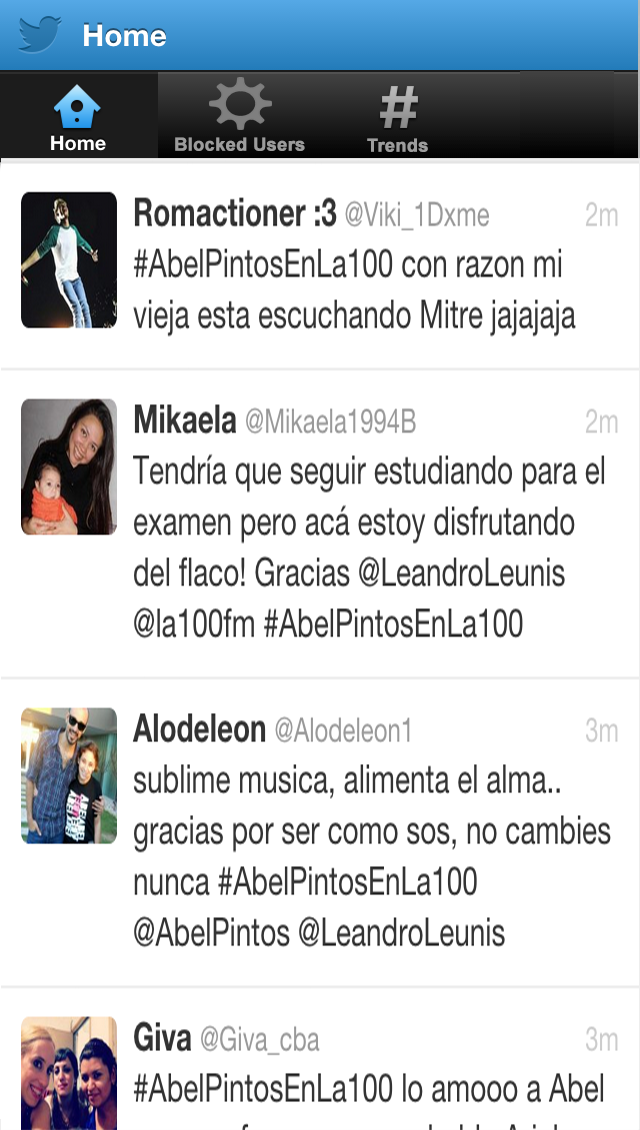 Home
Home
Blocked Users
# Trends
Romactioner :3 @Viki_1Dxme 2m
#AbelPintosEnLa100 con razon mi
vieja esta escuchando Mitre jajajaja
Mikaela @Mikaela1994B 2m
Tendría que seguir estudiando para el
examen pero acá estoy disfrutando
del flaco! Gracias @LeandroLeunis
@la100fm #AbelPintosEnLa100
Alodeleon @Alodeleon1 3m
sublime musica, alimenta el alma..
gracias por ser como sos, no cambies
nunca #AbelPintosEnLa100
@AbelPintos @LeandroLeunis
Giva @Giva_cba 3m
#AbelPintosEnLa100 lo amooo a Abel